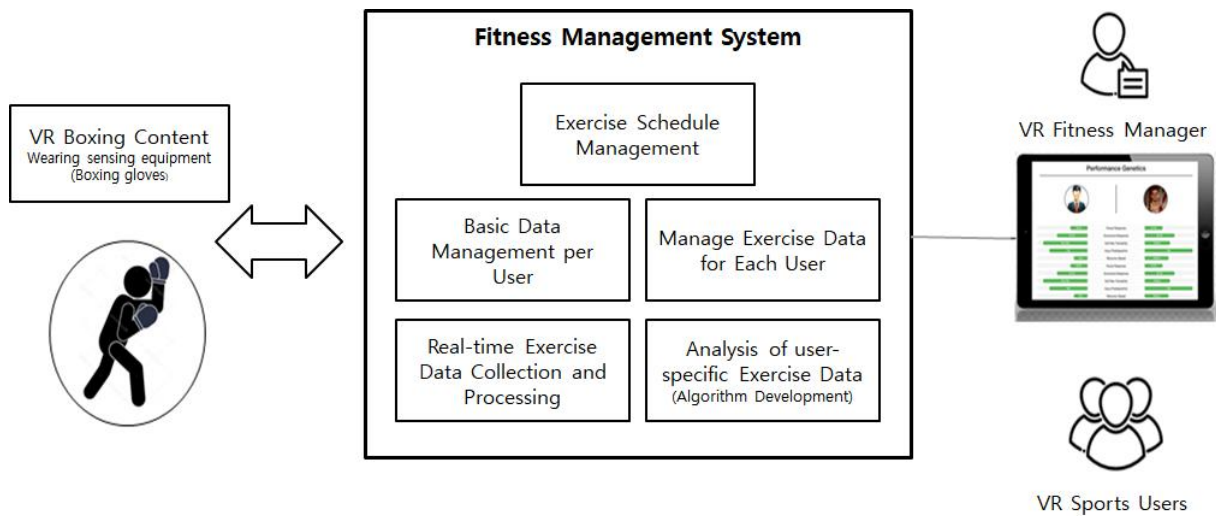 Fitness Management System
VR Boxing Content
Wearing sensing equipment
(Boxing gloves)
Exercise Schedule
Management
Basic Data
Management per
User
Manage Exercise Data
for Each User
Real-time Exercise
Data Collection and
Processing
Analysis of user-
specific Exercise Data
(Algorithm Development)
VR Fitness Manager
Performance Genetics
VR Sports Users